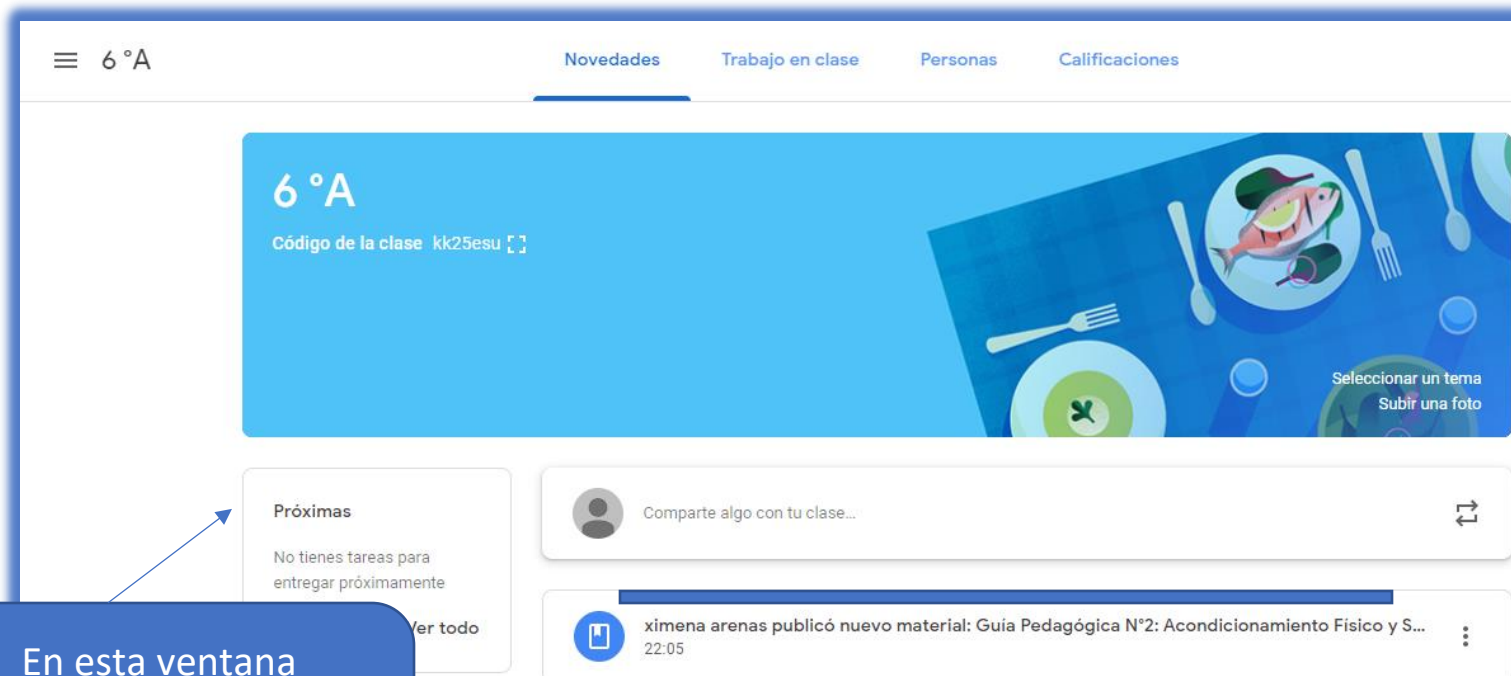 6 °A
Novedades Trabajo en clase Personas Calificaciones
6 °A
Código de la clase kk25esu
Seleccionar un tema
Subir una foto
Próximas
No tienes tareas para
entregar próximamente
Ver todo
Comparte algo con tu clase...
ximena arenas publicó nuevo material: Guía Pedagógica N°2: Acondicionamiento Físico y S...
22:05
En esta ventana